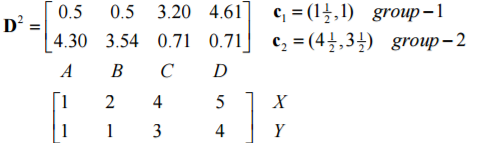 D² = [0.5 0.5 3.20 4.61] c₁ = (1½,1) group–1
[4.30 3.54 0.71 0.71] c₂ = (4½,3½) group–2
A B C D
[1 2 4 5] X
[1 1 3 4] Y